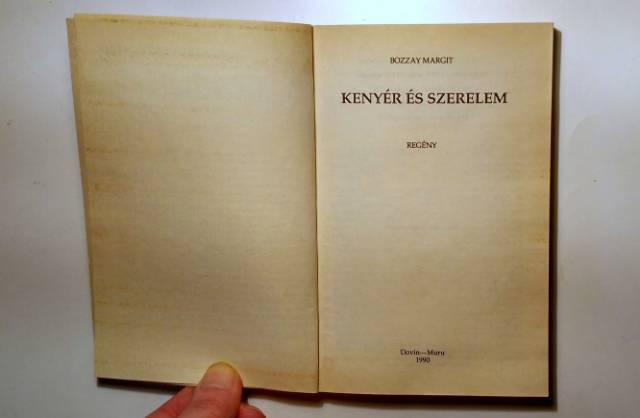 BOZZAY MARGIT
KENYÉR ÉS SZERELEM
REGÉNY
Dovin—Muru
1990